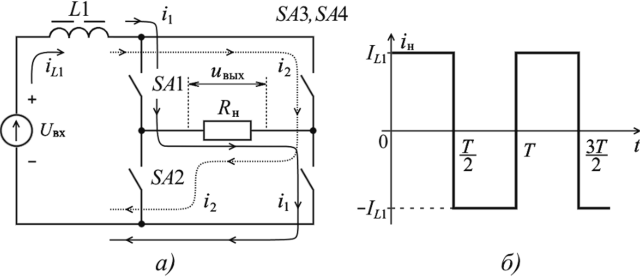 L1
i1
SA3, SA4
iL1
i2
SA1
uвых
Rн
+
Uвх
−
SA2
i2
i1
а)
IL1
iн
0
T/2
T
3T/2
t
−IL1
б)